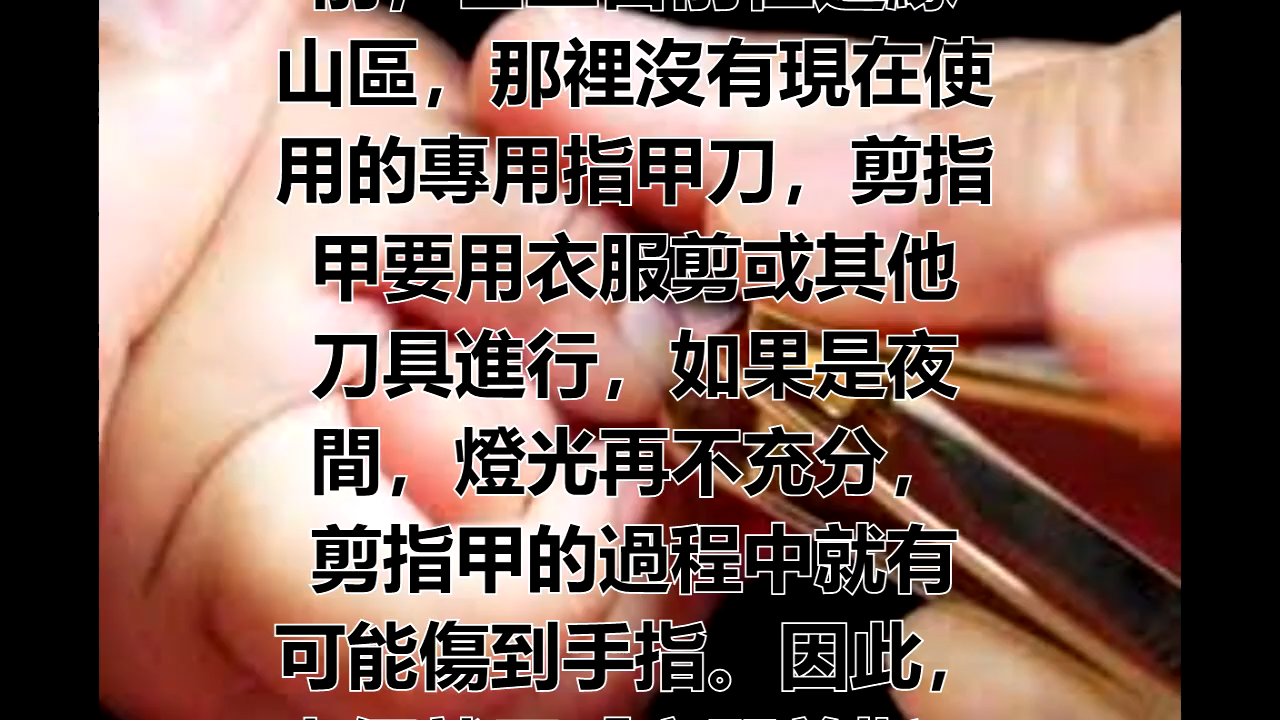 山區，那裡沒有現在使
用的專用指甲刀，剪指
甲要用衣服剪或其他
刀具進行，如果是夜
間，燈光再不充分，
剪指甲的過程中就有
可能傷到手指。因此，